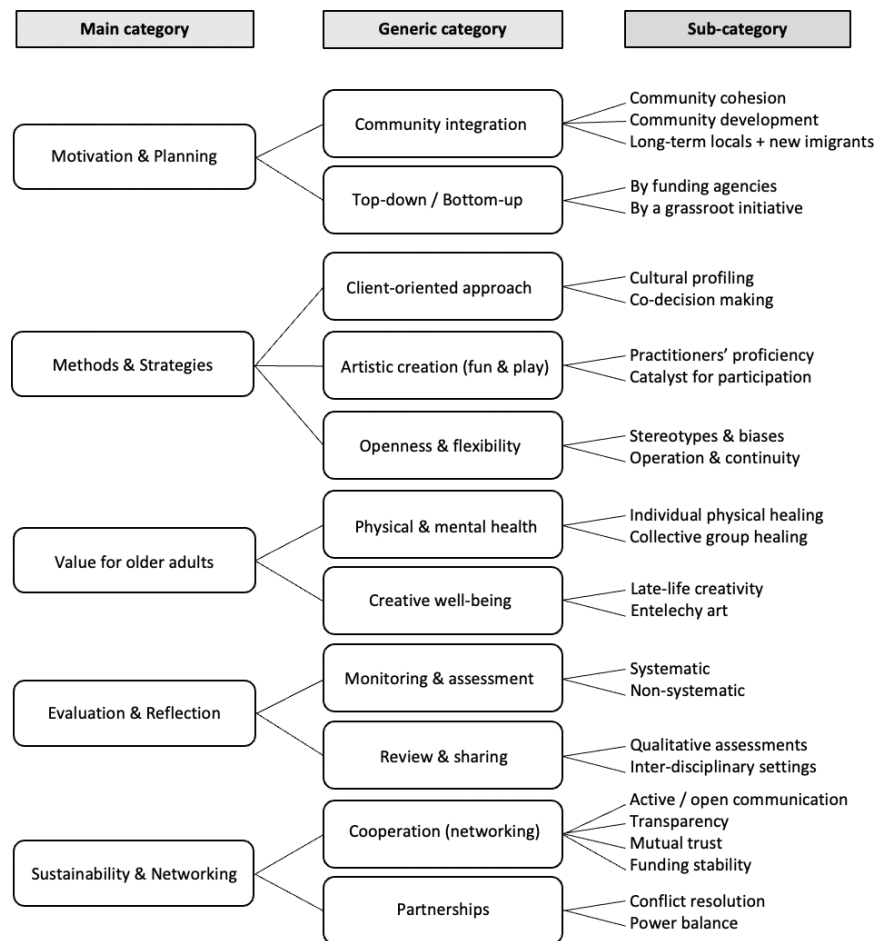 Main category
Generic category
Sub-category
Motivation & Planning
Community integration
Community cohesion
Community development
Long-term locals + new imigrants
Top-down / Bottom-up
By funding agencies
By a grassroot initiative
Methods & Strategies
Client-oriented approach
Cultural profiling
Co-decision making
Artistic creation (fun & play)
Practitioners’ proficiency
Catalyst for participation
Openness & flexibility
Stereotypes & biases
Operation & continuity
Value for older adults
Physical & mental health
Individual physical healing
Collective group healing
Creative well-being
Late-life creativity
Entelechy art
Evaluation & Reflection
Monitoring & assessment
Systematic
Non-systematic
Review & sharing
Qualitative assessments
Inter-disciplinary settings
Sustainability & Networking
Cooperation (networking)
Active / open communication
Transparency
Mutual trust
Funding stability
Partnerships
Conflict resolution
Power balance